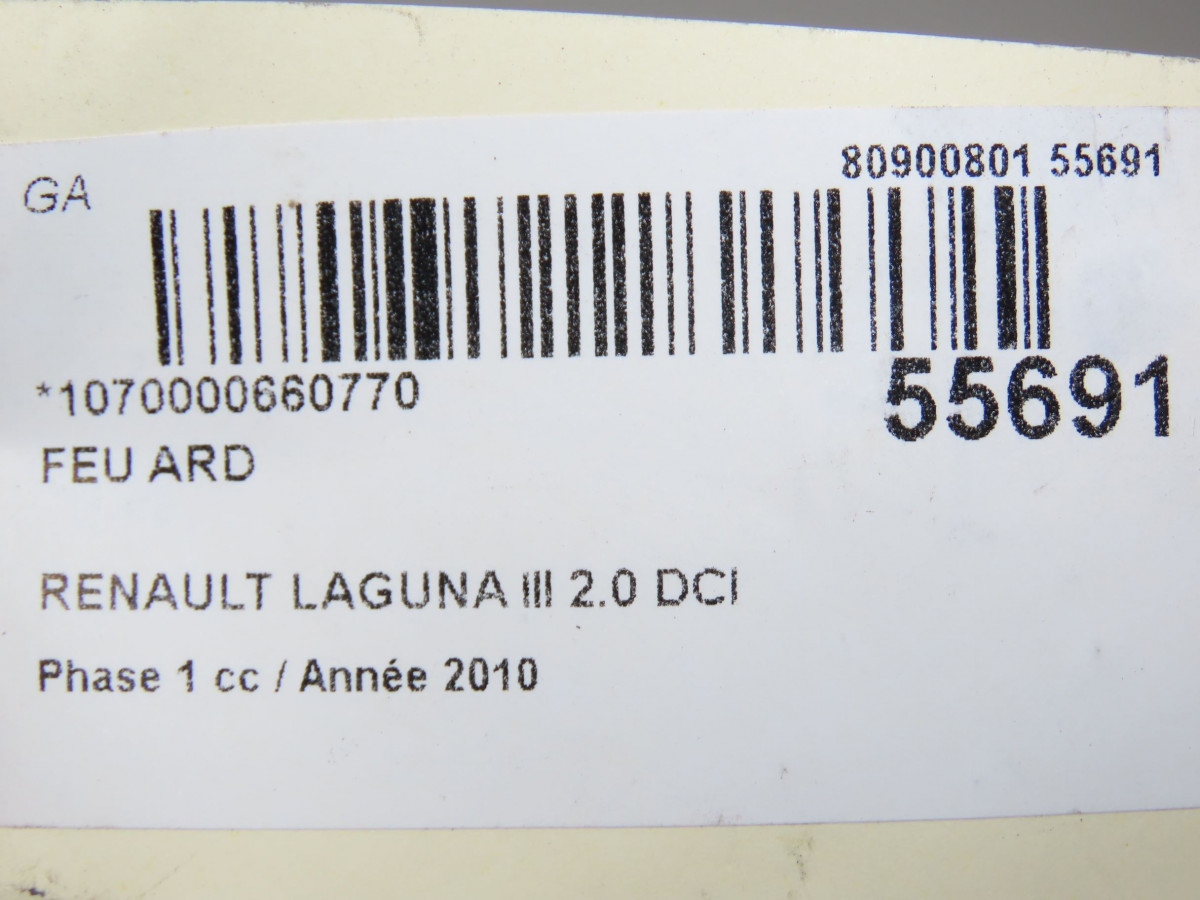 80900801 55691
GA
*1070000660770
55691
FEU ARD
RENAULT LAGUNA III 2.0 DCI
Phase 1 cc / Année 2010